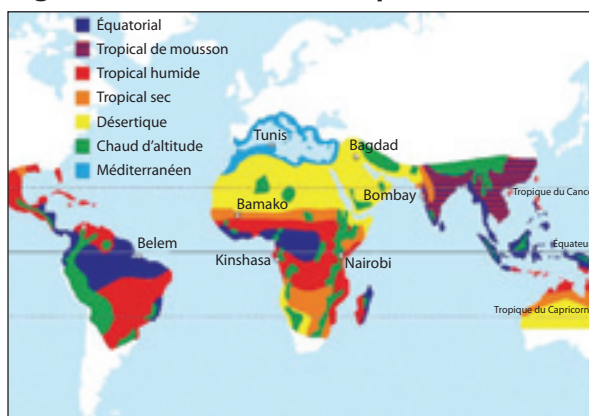 Équatorial
Tropical de mousson
Tropical humide
Tropical sec
Désertique
Chaud d'altitude
Méditerranéen
Tunis
Bagdad
Bombay
Tropique du Cance
Bamako
Belem
Équateu
Kinshasa
Nairobi
Tropique du Capricorn